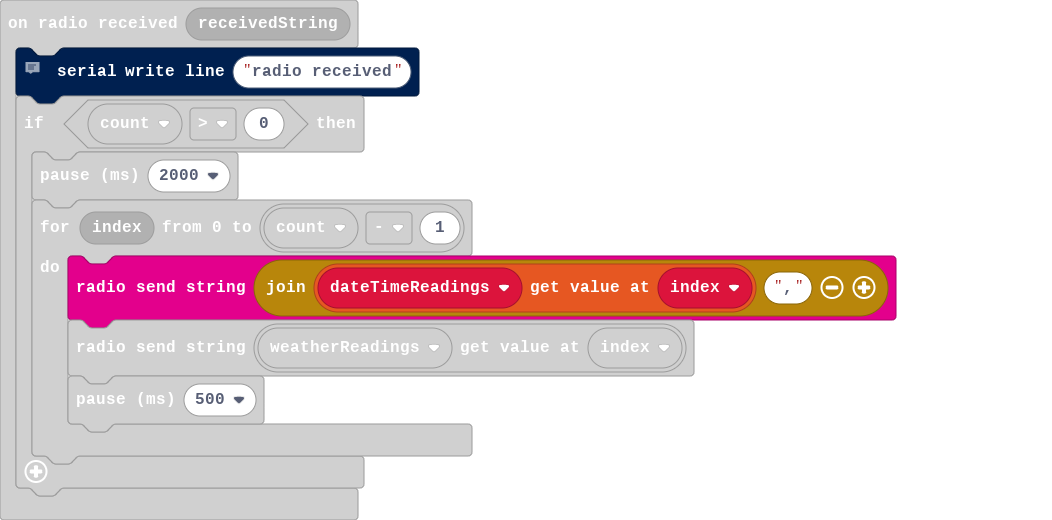 on radio received receivedString
serial write line "radio received"
if count > 0 then
pause (ms) 2000
for index from 0 to count - 1
do
radio send string join dateTimeReadings get value at index ","
radio send string weatherReadings get value at index
pause (ms) 500